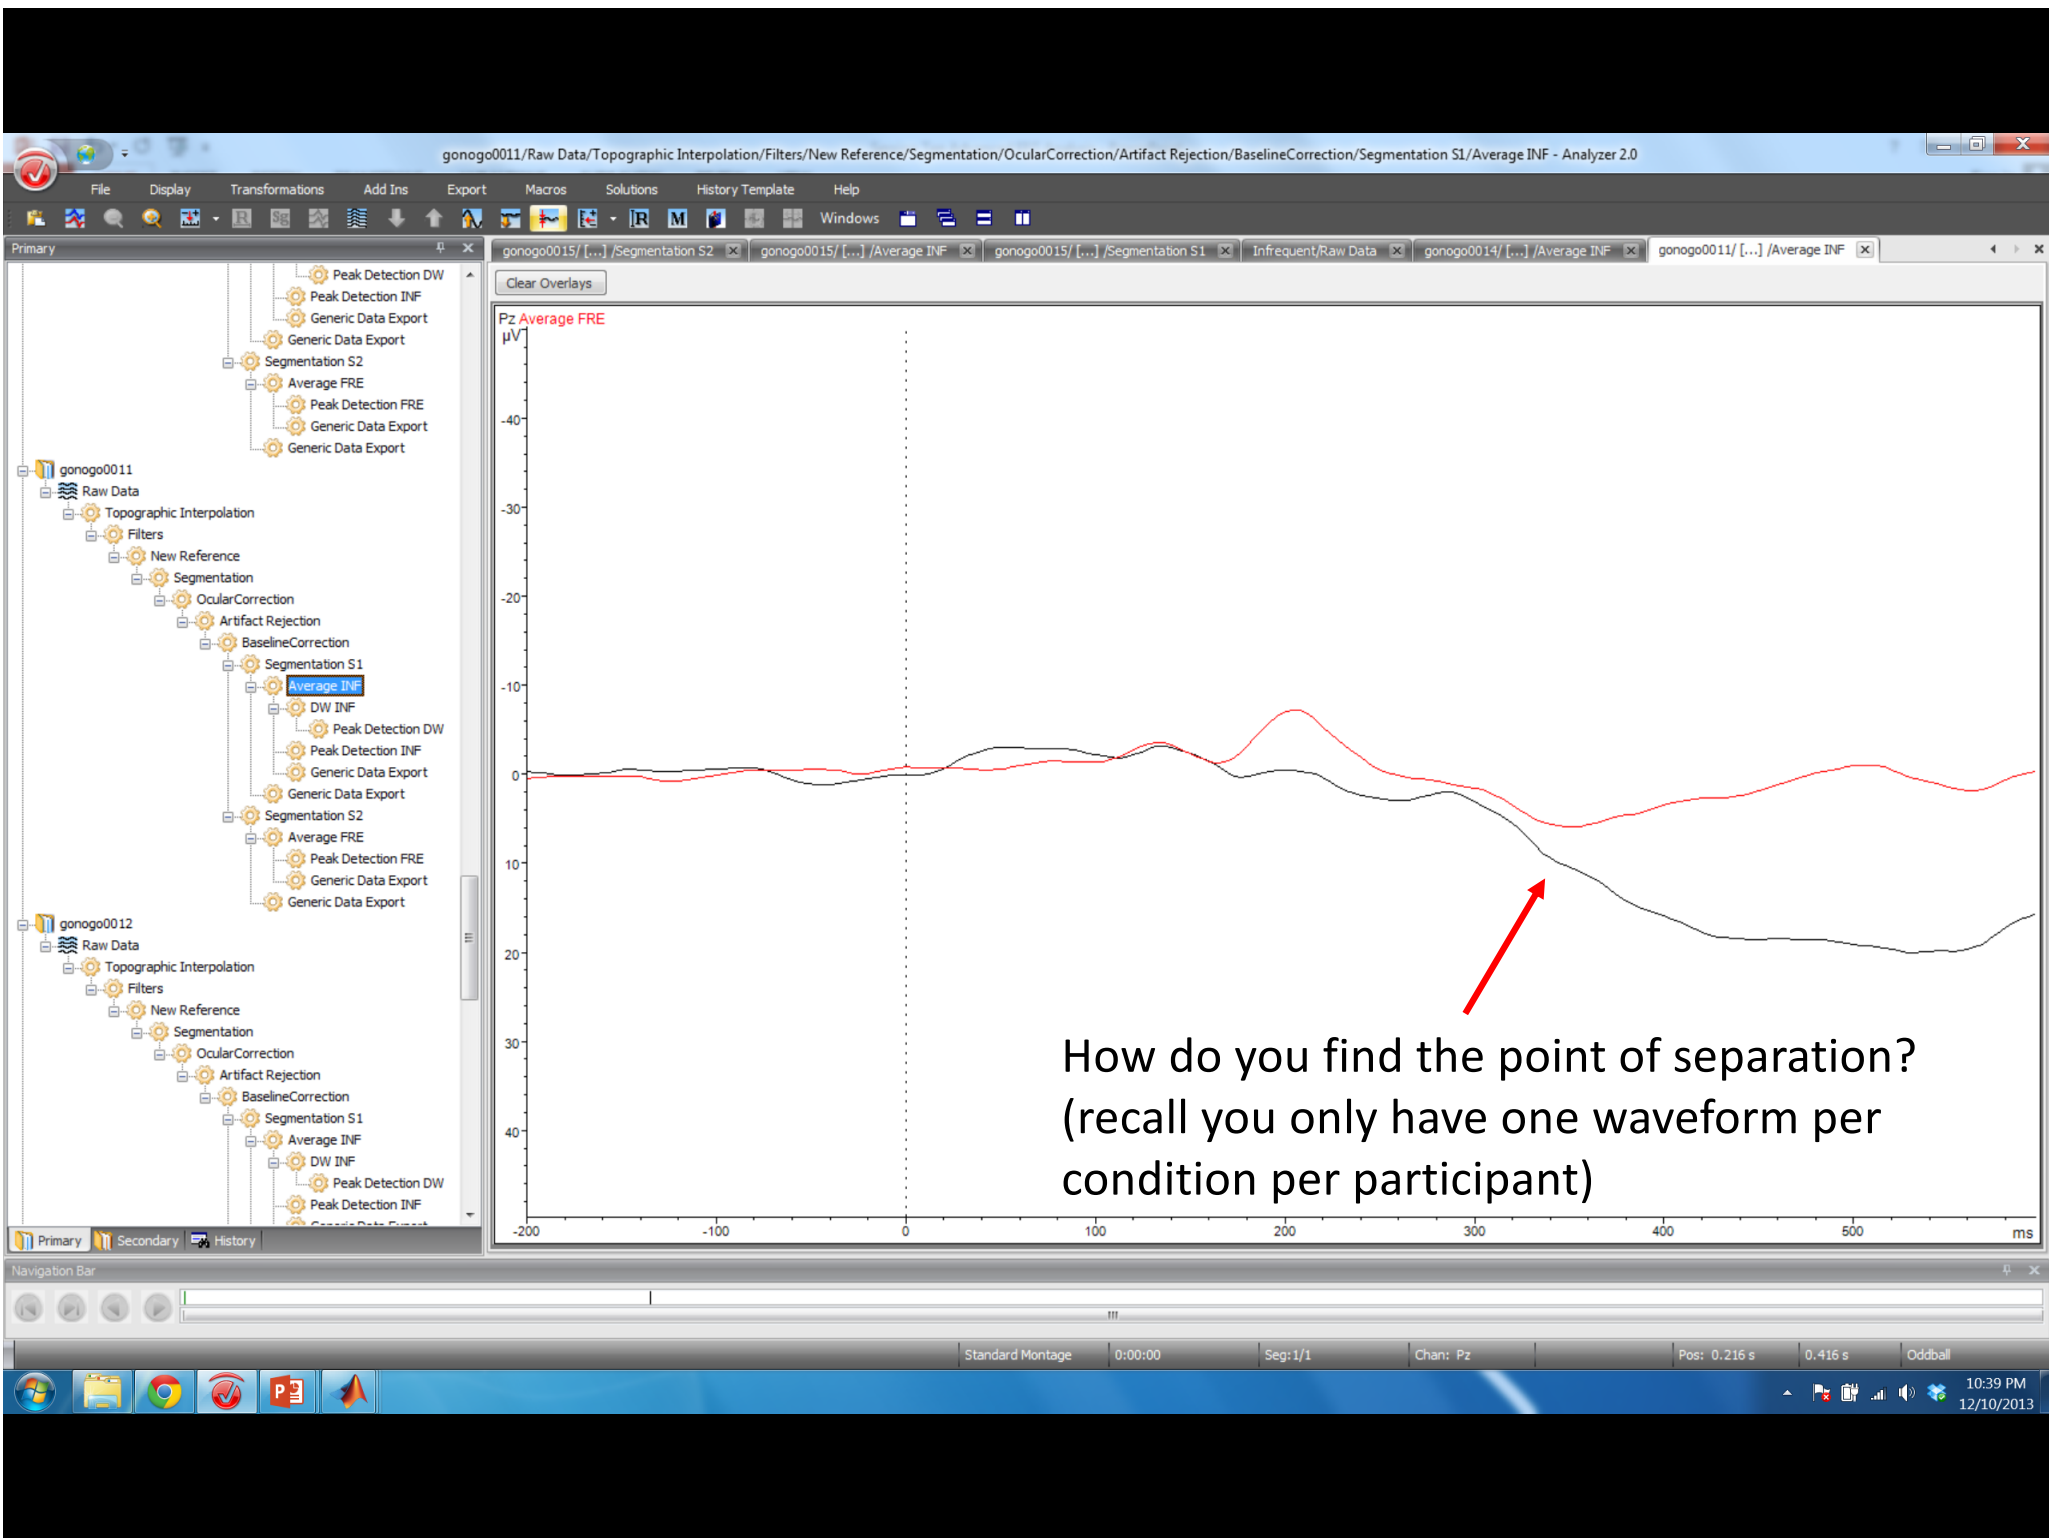 gonogo0011/Raw Data/Topographic Interpolation/Filters/New Reference/Segmentation/OcularCorrection/Artifact Rejection/BaselineCorrection/Segmentation S1/Average INF - Analyzer 2.0
File Display Transformations Add Ins Export Macros Solutions History Template Help
R Sg R M Windows
Primary
gonogo0015/ [...] /Segmentation S2 gonogo0015/ [...] /Average INF gonogo0015/ [...] /Segmentation S1 Infrequent/Raw Data gonogo0014/ [...] /Average INF gonogo0011/ [...] /Average INF
Clear Overlays
Peak Detection DW
Peak Detection INF
Generic Data Export
Generic Data Export
Segmentation S2
Average FRE
Peak Detection FRE
Generic Data Export
Generic Data Export
gonogo0011
Raw Data
Topographic Interpolation
Filters
New Reference
Segmentation
OcularCorrection
Artifact Rejection
BaselineCorrection
Segmentation S1
Average INF
DW INF
Peak Detection DW
Peak Detection INF
Generic Data Export
Generic Data Export
Segmentation S2
Average FRE
Peak Detection FRE
Generic Data Export
Generic Data Export
gonogo0012
Raw Data
Topographic Interpolation
Filters
New Reference
Segmentation
OcularCorrection
Artifact Rejection
BaselineCorrection
Segmentation S1
Average INF
DW INF
Peak Detection DW
Peak Detection INF
Generic Data Export
Primary Secondary History
Pz Average FRE
µV
-40
-30
-20
-10
0
10
20
30
40
How do you find the point of separation?
(recall you only have one waveform per
condition per participant)
-200 -100 0 100 200 300 400 500 ms
Navigation Bar
Standard Montage 0:00:00 Seg:1/1 Chan: Pz Pos: 0.216 s 0.416 s Oddball
10:39 PM
12/10/2013